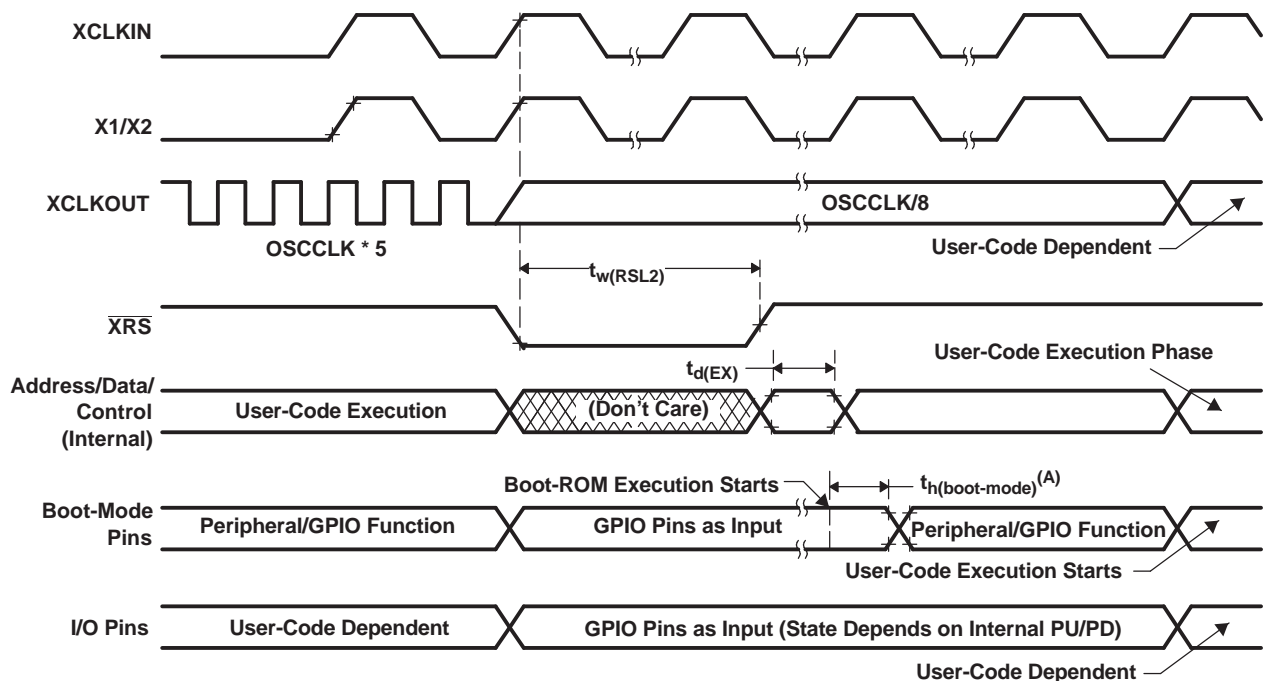 XCLKIN
X1/X2
XCLKOUT
OSCCLK * 5
OSCCLK/8
User-Code Dependent
tw(RSL2)
XRS
td(EX)
User-Code Execution Phase
Address/Data/
Control
(Internal)
User-Code Execution
(Don't Care)
Boot-ROM Execution Starts
th(boot-mode)(A)
Boot-Mode
Pins
Peripheral/GPIO Function
GPIO Pins as Input
Peripheral/GPIO Function
User-Code Execution Starts
I/O Pins
User-Code Dependent
GPIO Pins as Input (State Depends on Internal PU/PD)
User-Code Dependent